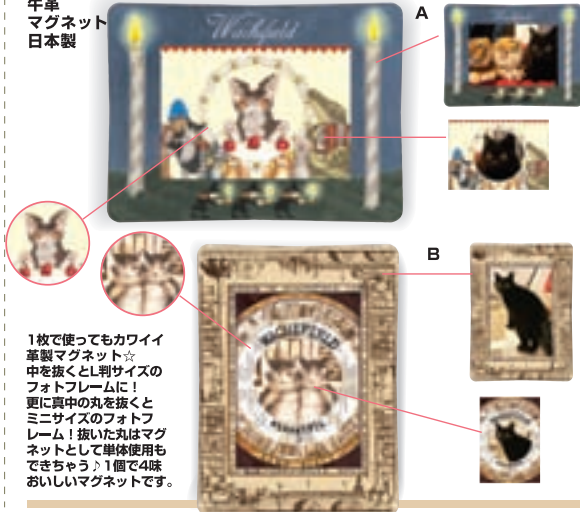 牛革
マグネット
日本製
Wachifield
A
B
WACHIFIELD
1枚で使ってもカワイイ
革製マグネット☆
中を抜くとL判サイズの
フォトフレームに！
更に真中の丸を抜くと
ミニサイズのフォトフ
レーム！抜いた丸はマグ
ネットとして単体使用も
できちゃう♪1個で4味
おいしいマグネットです。